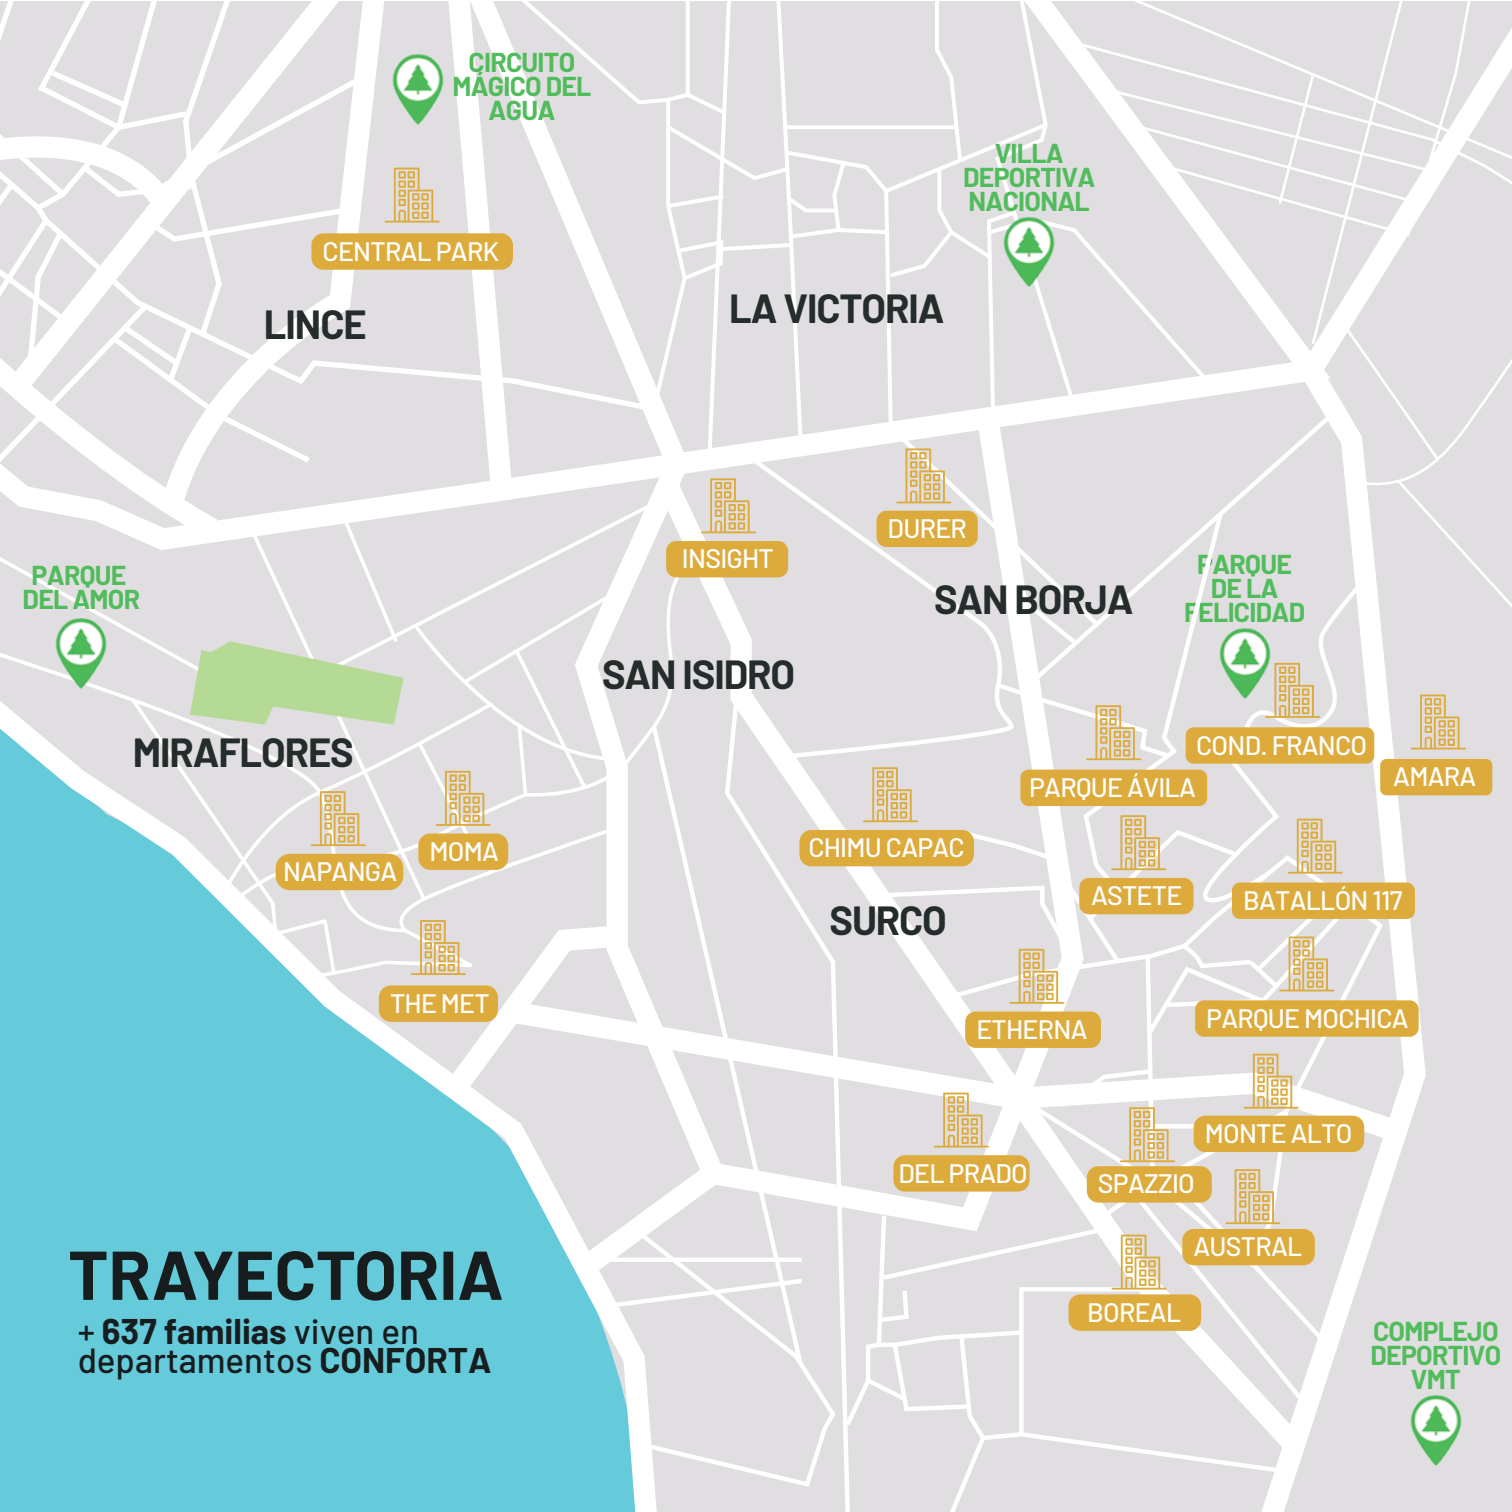 CIRCUITO
MÁGICO DEL
AGUA
VILLA
DEPORTIVA
NACIONAL
CENTRAL PARK
LINCE
LA VICTORIA
DURER
INSIGHT
PARQUE
DEL AMOR
PARQUE
DE LA
FELICIDAD
SAN BORJA
SAN ISIDRO
MIRAFLORES
COND. FRANCO
AMARA
PARQUE ÁVILA
MOMA
CHIMU CAPAC
NAPANGA
ASTETE
BATALLÓN 117
SURCO
THE MET
PARQUE MOCHICA
ETHERNA
MONTE ALTO
DEL PRADO
SPAZZIO
AUSTRAL
BOREAL
TRAYECTORIA
+ 637 familias viven en
departamentos CONFORTA
COMPLEJO
DEPORTIVO
VMT